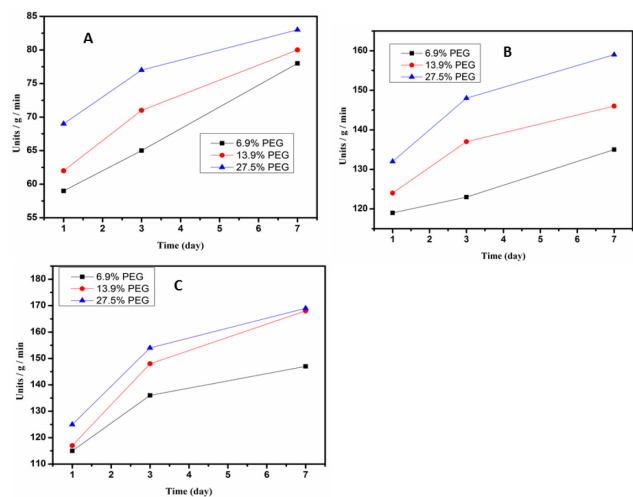 A
85
80
75
70
65
60
55
Units / g / min
6.9% PEG
13.9% PEG
27.5% PEG
1 2 3 4 5 6 7
Time (day)
B
160
150
140
130
120
Units / g / min
6.9% PEG
13.9% PEG
27.5% PEG
1 2 3 4 5 6 7
Time (day)
C
180
170
160
150
140
130
120
110
Units / g / min
6.9% PEG
13.9% PEG
27.5% PEG
1 2 3 4 5 6 7
Time (day)